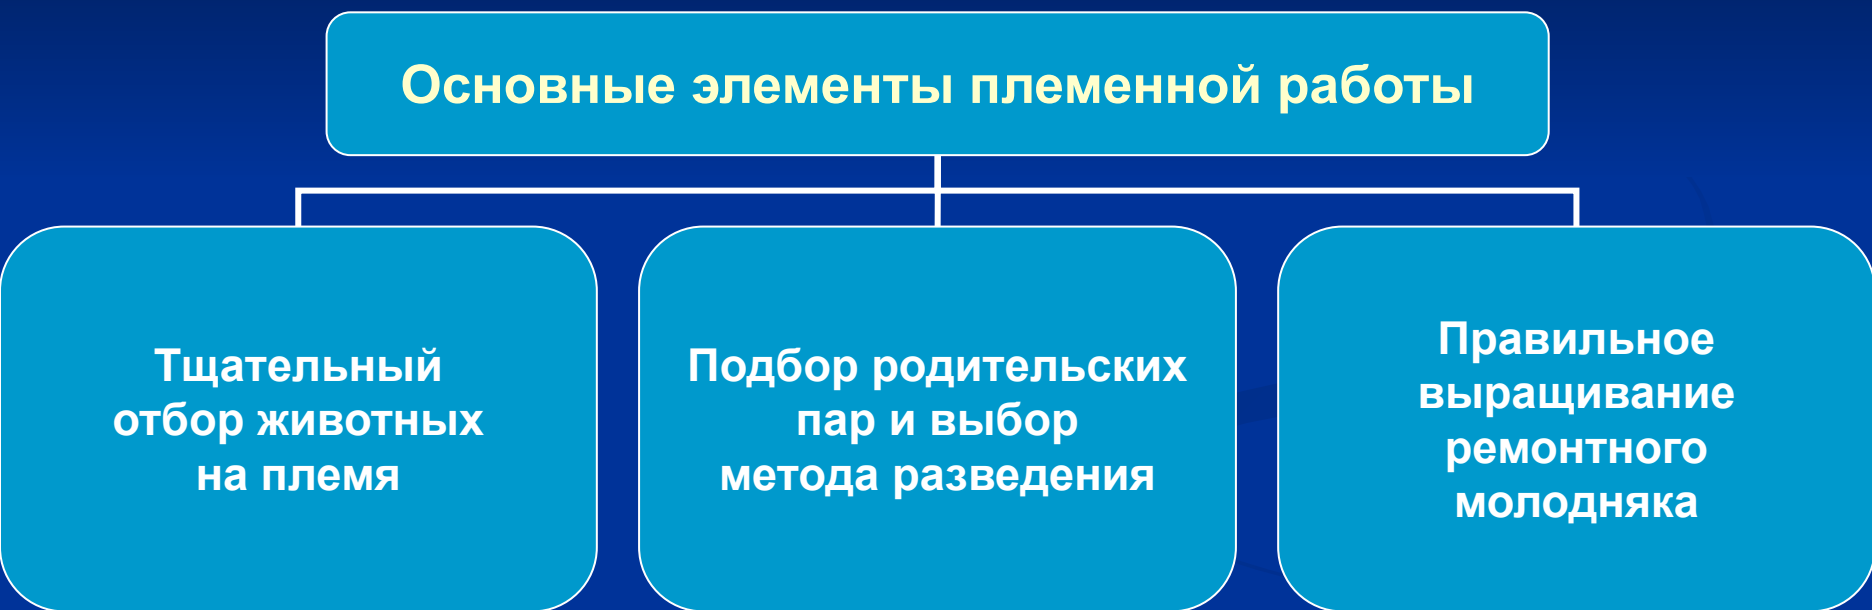 Основные элементы племенной работы
Тщательный
отбор животных
на племя
Подбор родительских
пар и выбор
метода разведения
Правильное
выращивание
ремонтного
молодняка